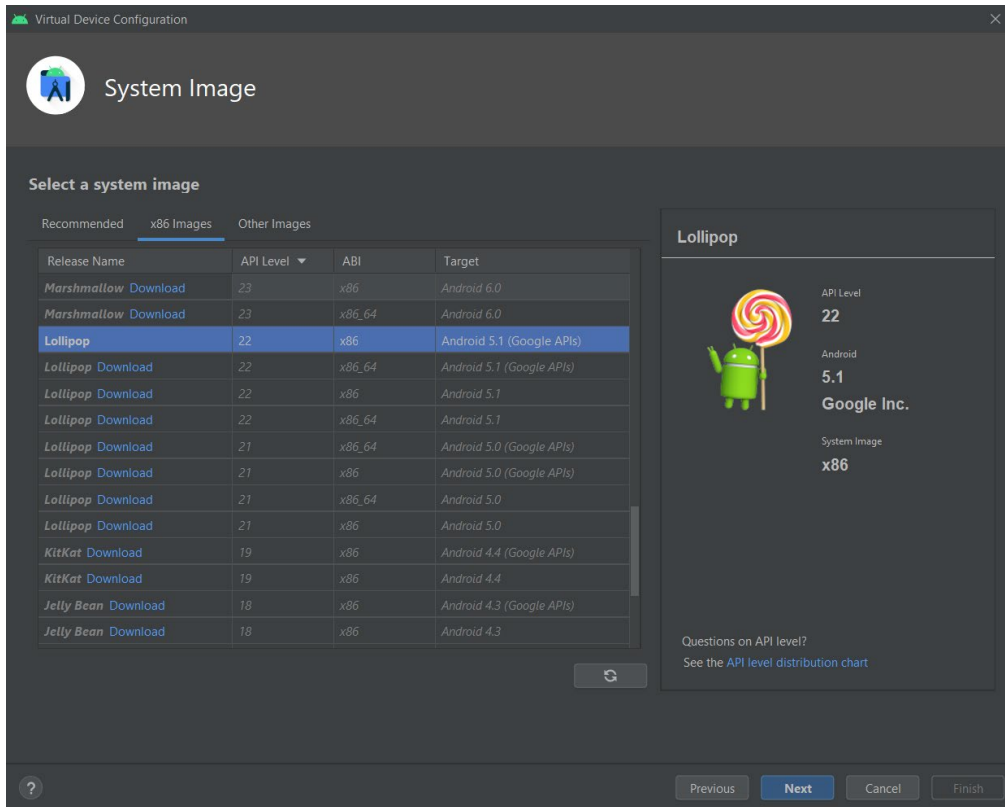 Virtual Device Configuration
System Image
Select a system image
Recommended x86 Images Other Images
Release Name API Level ABI Target
Marshmallow Download 23 x86 Android 6.0
Marshmallow Download 23 x86_64 Android 6.0
Lollipop 22 x86 Android 5.1 (Google APIs)
Lollipop Download 22 x86_64 Android 5.1 (Google APIs)
Lollipop Download 22 x86 Android 5.1
Lollipop Download 22 x86_64 Android 5.1
Lollipop Download 21 x86_64 Android 5.0 (Google APIs)
Lollipop Download 21 x86 Android 5.0 (Google APIs)
Lollipop Download 21 x86_64 Android 5.0
Lollipop Download 21 x86 Android 5.0
KitKat Download 19 x86 Android 4.4 (Google APIs)
KitKat Download 19 x86 Android 4.4
Jelly Bean Download 18 x86 Android 4.3 (Google APIs)
Jelly Bean Download 18 x86 Android 4.3
Lollipop
API Level
22
Android
5.1
Google Inc.
System Image
x86
Questions on API level?
See the API level distribution chart
? Previous Next Cancel Finish